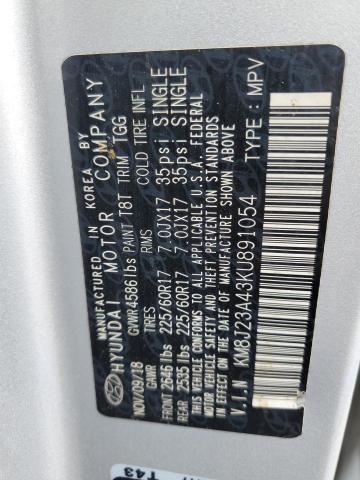 MANUFACTURED IN KOREA BY
HYUNDAI MOTOR COMPANY
NOV/09/18 GVWR4586lbs PAINT T8T TRIM TGG
GAWR TIRES RIMS COLD TIRE INFL
FRONT 2646 lbs 225/60R17 7.0JX17 35psi SINGLE
REAR 2535 lbs 225/60R17 7.0JX17 35psi SINGLE
THIS VEHICLE CONFORMS TO ALL APPLICABLE U.S.A. FEDERAL
MOTOR VEHICLE SAFETY AND THEFT PREVENTION STANDARDS
IN EFFECT ON THE DATE OF MANUFACTURE SHOWN ABOVE
V.I.N KM8J23A43KU891054 TYPE : MPV
T43